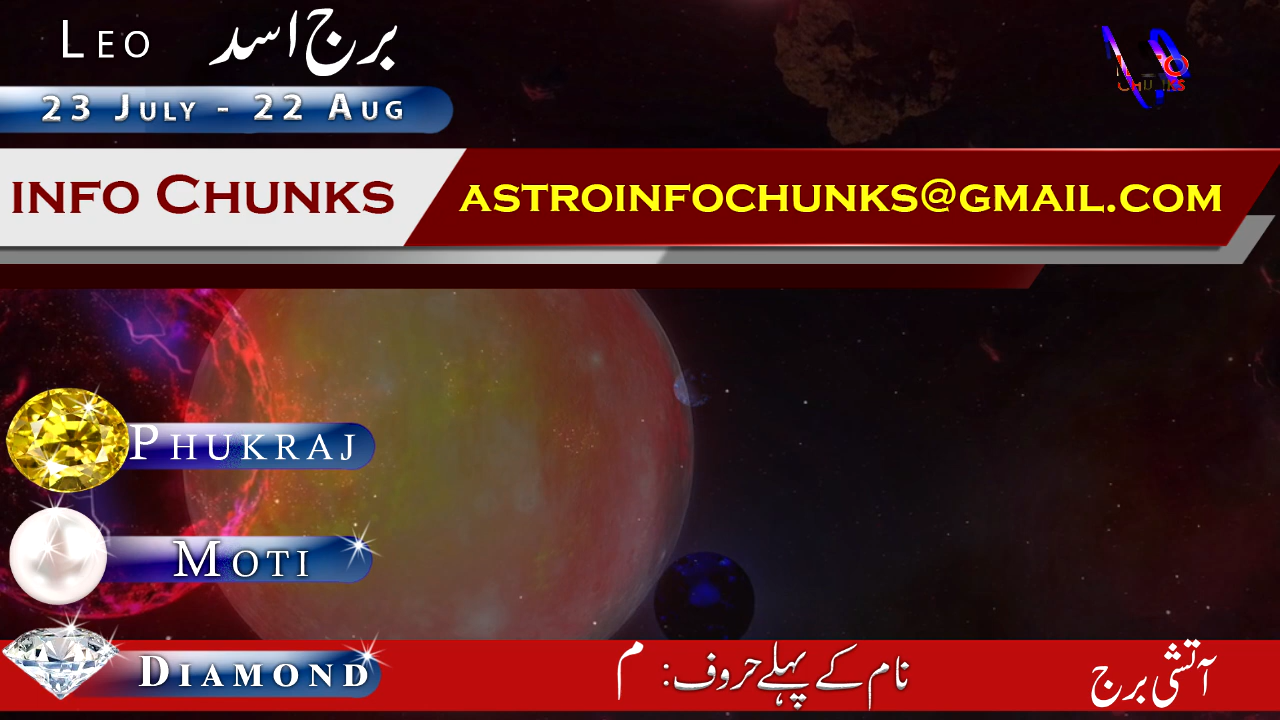 Leo برج اسد
23 July - 22 Aug
info Chunks astroinfochunks@gmail.com
Phukraj
Moti
Diamond
نام کے پہلے حروف: م
آتشی برج